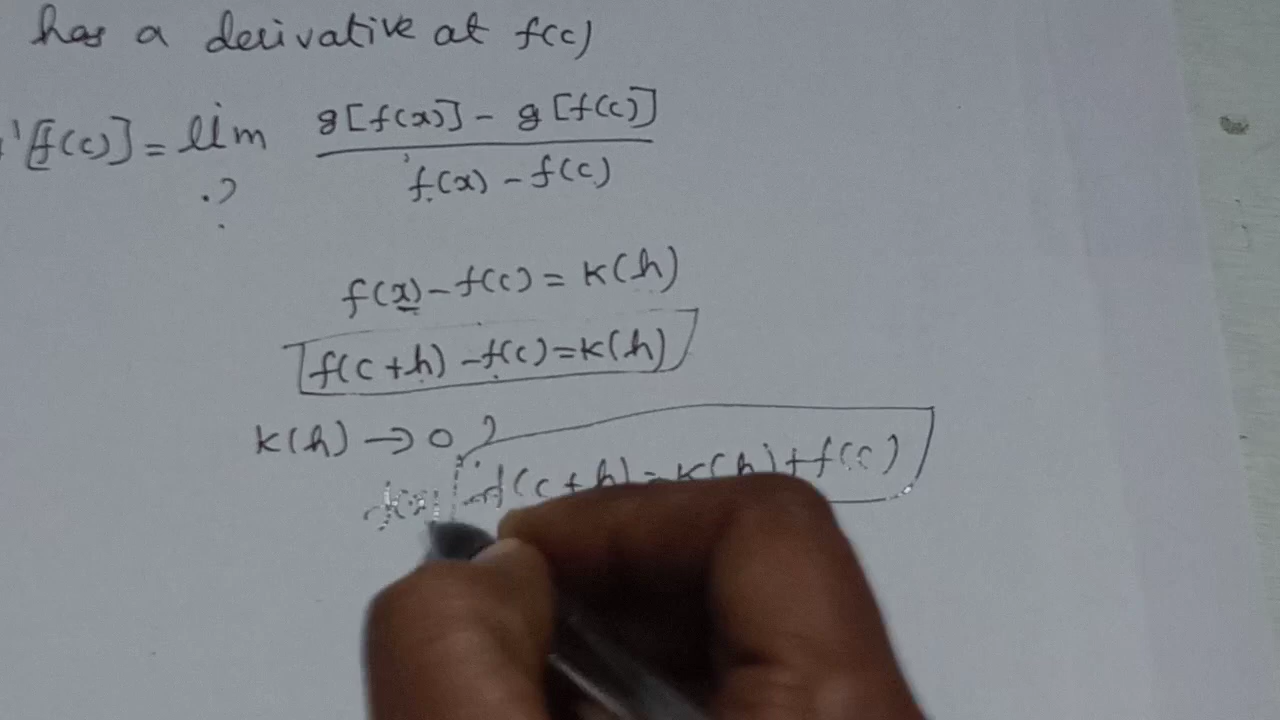 has a derivative at f(c)
'[f(c)] = lim g[f(x)] - g[f(c)]
? f(x) - f(c)
f(x) - f(c) = k(h)
f(c+h) - f(c) = k(h)
k(h) → 0
f(c+h) = k(h) + f(c)